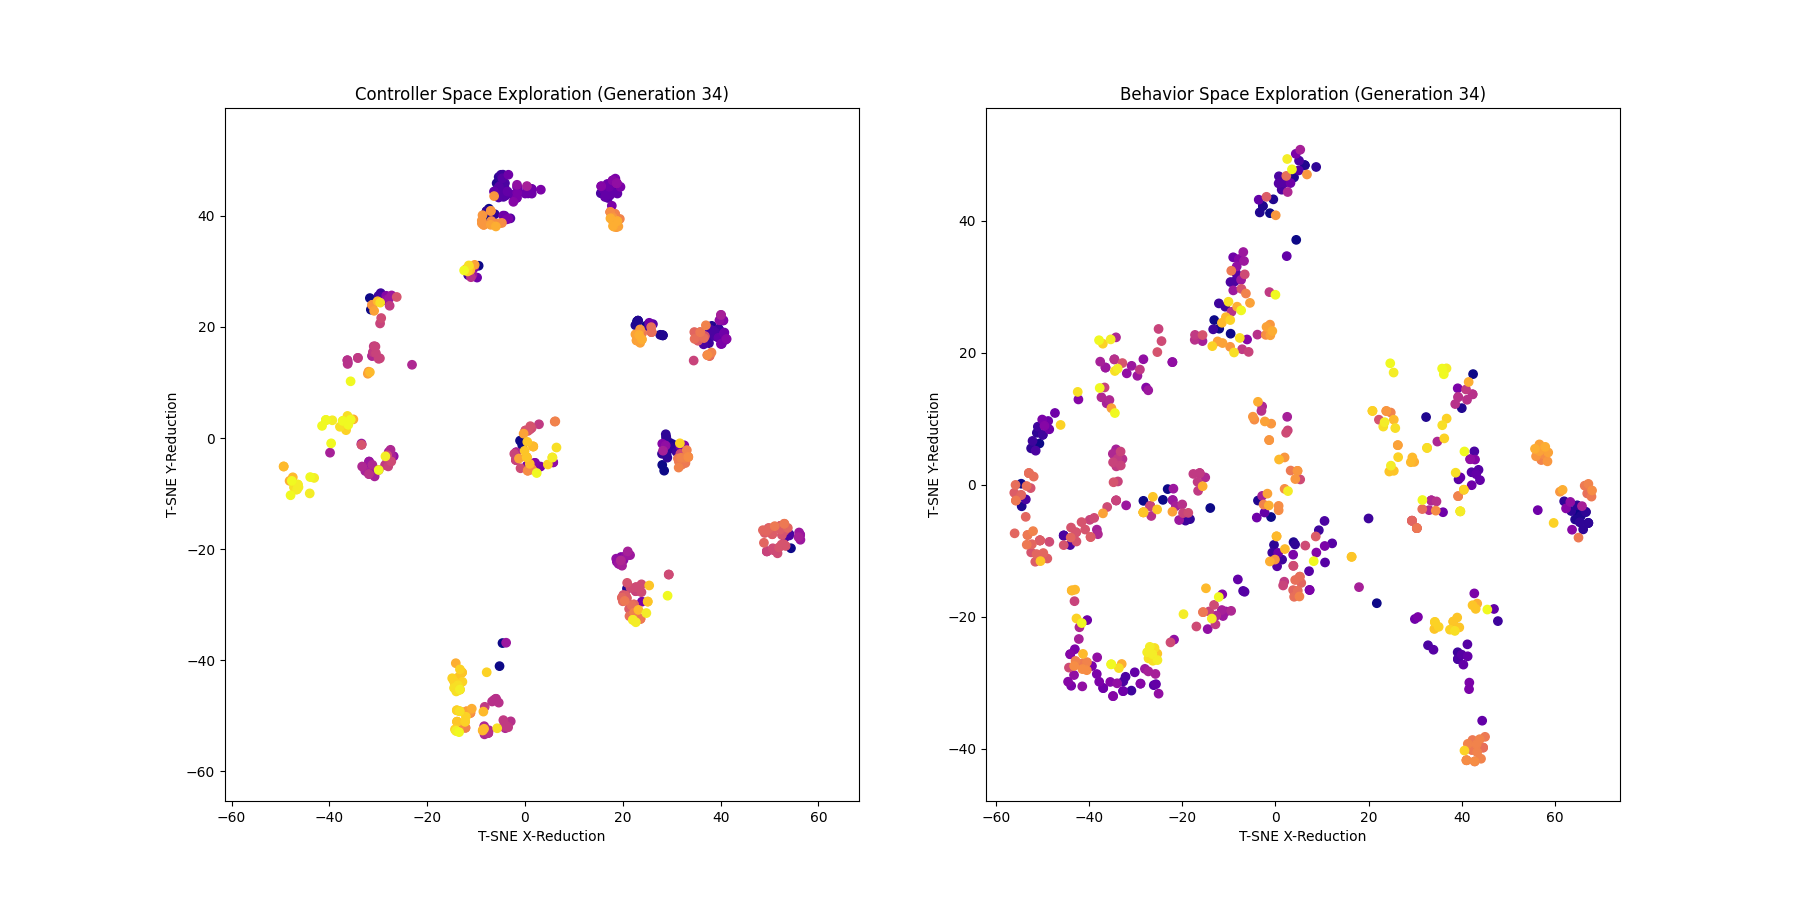 Controller Space Exploration (Generation 34)
T-SNE Y-Reduction
40
20
0
−20
−40
−60
−60 −40 −20 0 20 40 60
T-SNE X-Reduction
Behavior Space Exploration (Generation 34)
T-SNE Y-Reduction
40
20
0
−20
−40
−60 −40 −20 0 20 40 60
T-SNE X-Reduction